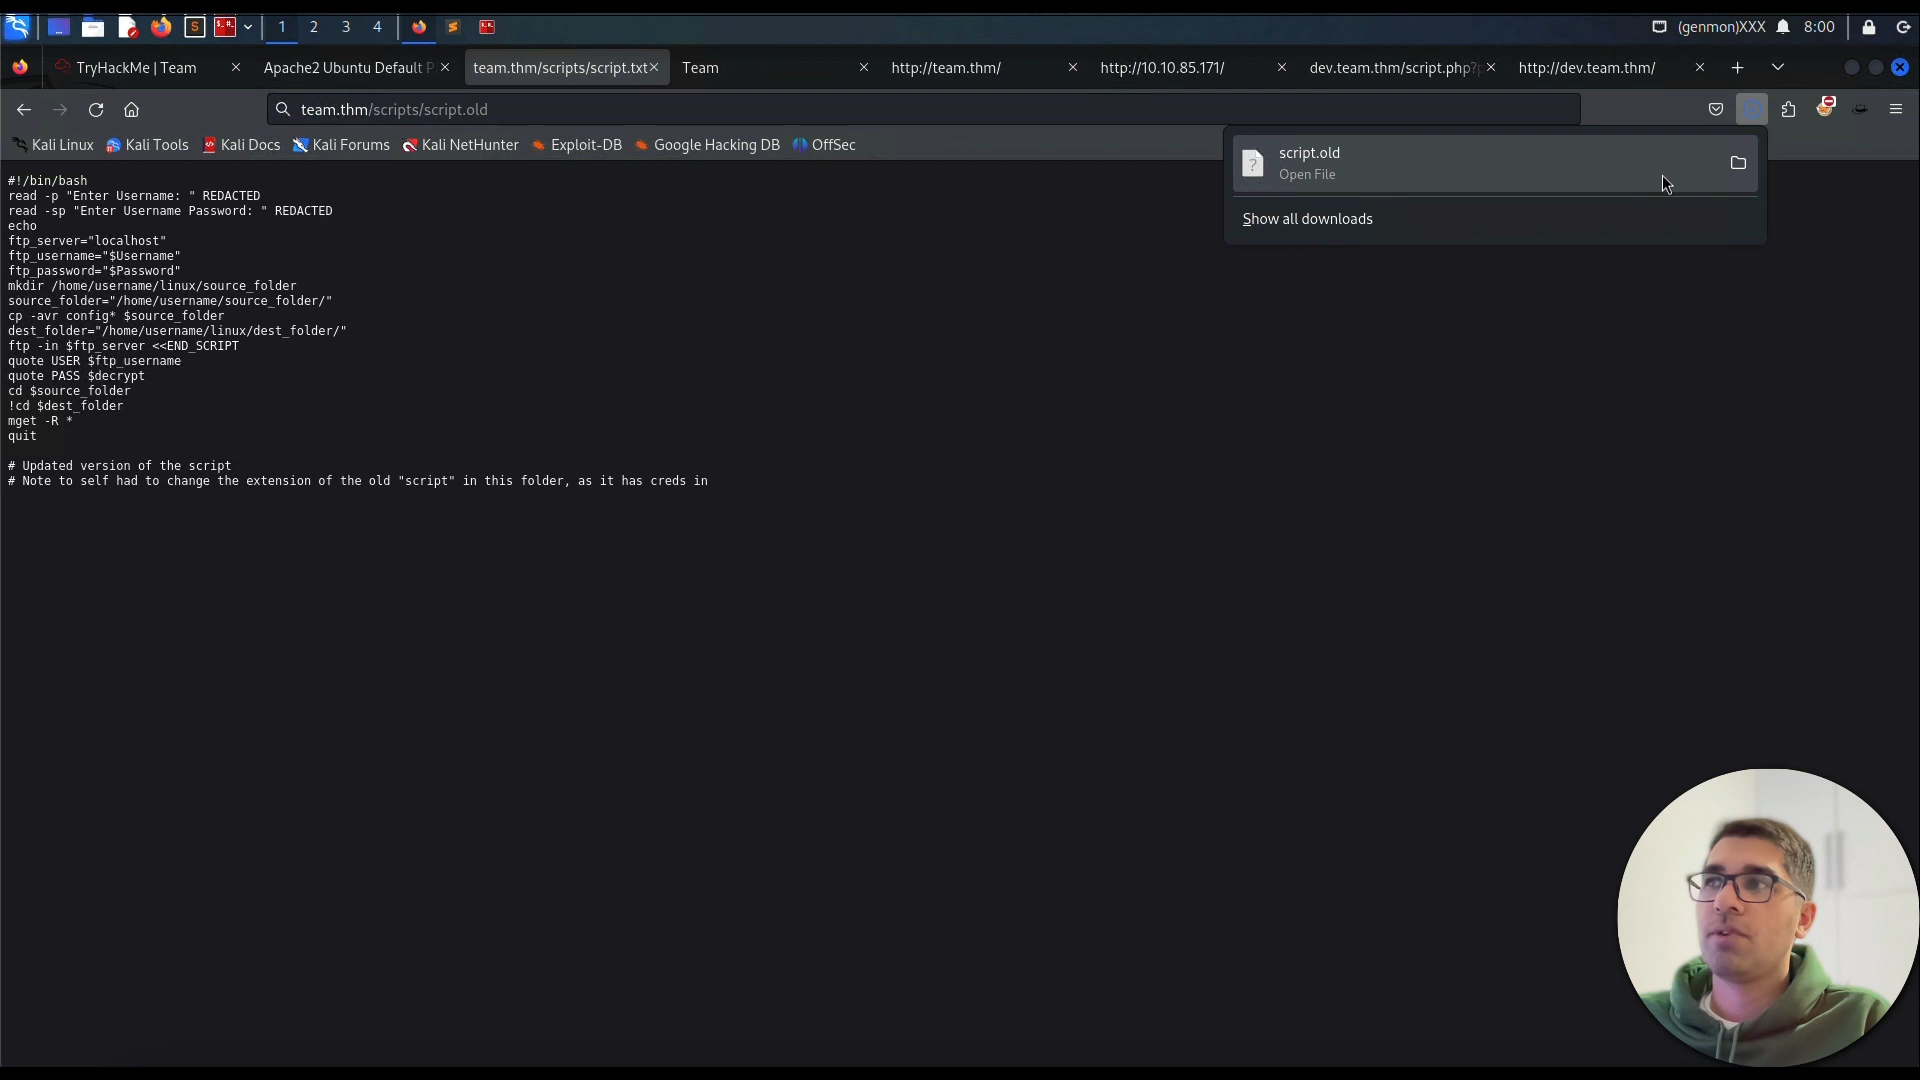 1 2 3 4 (genmon)XXX 8:00
TryHackMe | Team
Apache2 Ubuntu Default P
team.thm/scripts/script.txt
Team
http://team.thm/
http://10.10.85.171/
dev.team.thm/script.php?p
http://dev.team.thm/
team.thm/scripts/script.old
Kali Linux Kali Tools Kali Docs Kali Forums Kali NetHunter Exploit-DB Google Hacking DB OffSec
script.old
Open File
Show all downloads
#!/bin/bash
read -p "Enter Username: " REDACTED
read -sp "Enter Username Password: " REDACTED
echo
ftp_server="localhost"
ftp_username="$Username"
ftp_password="$Password"
mkdir /home/username/linux/source_folder
source_folder="/home/username/source_folder/"
cp -avr config* $source_folder
dest_folder="/home/username/linux/dest_folder/"
ftp -in $ftp_server <<END_SCRIPT
quote USER $ftp_username
quote PASS $decrypt
cd $source_folder
!cd $dest_folder
mget -R *
quit
# Updated version of the script
# Note to self had to change the extension of the old "script" in this folder, as it has creds in